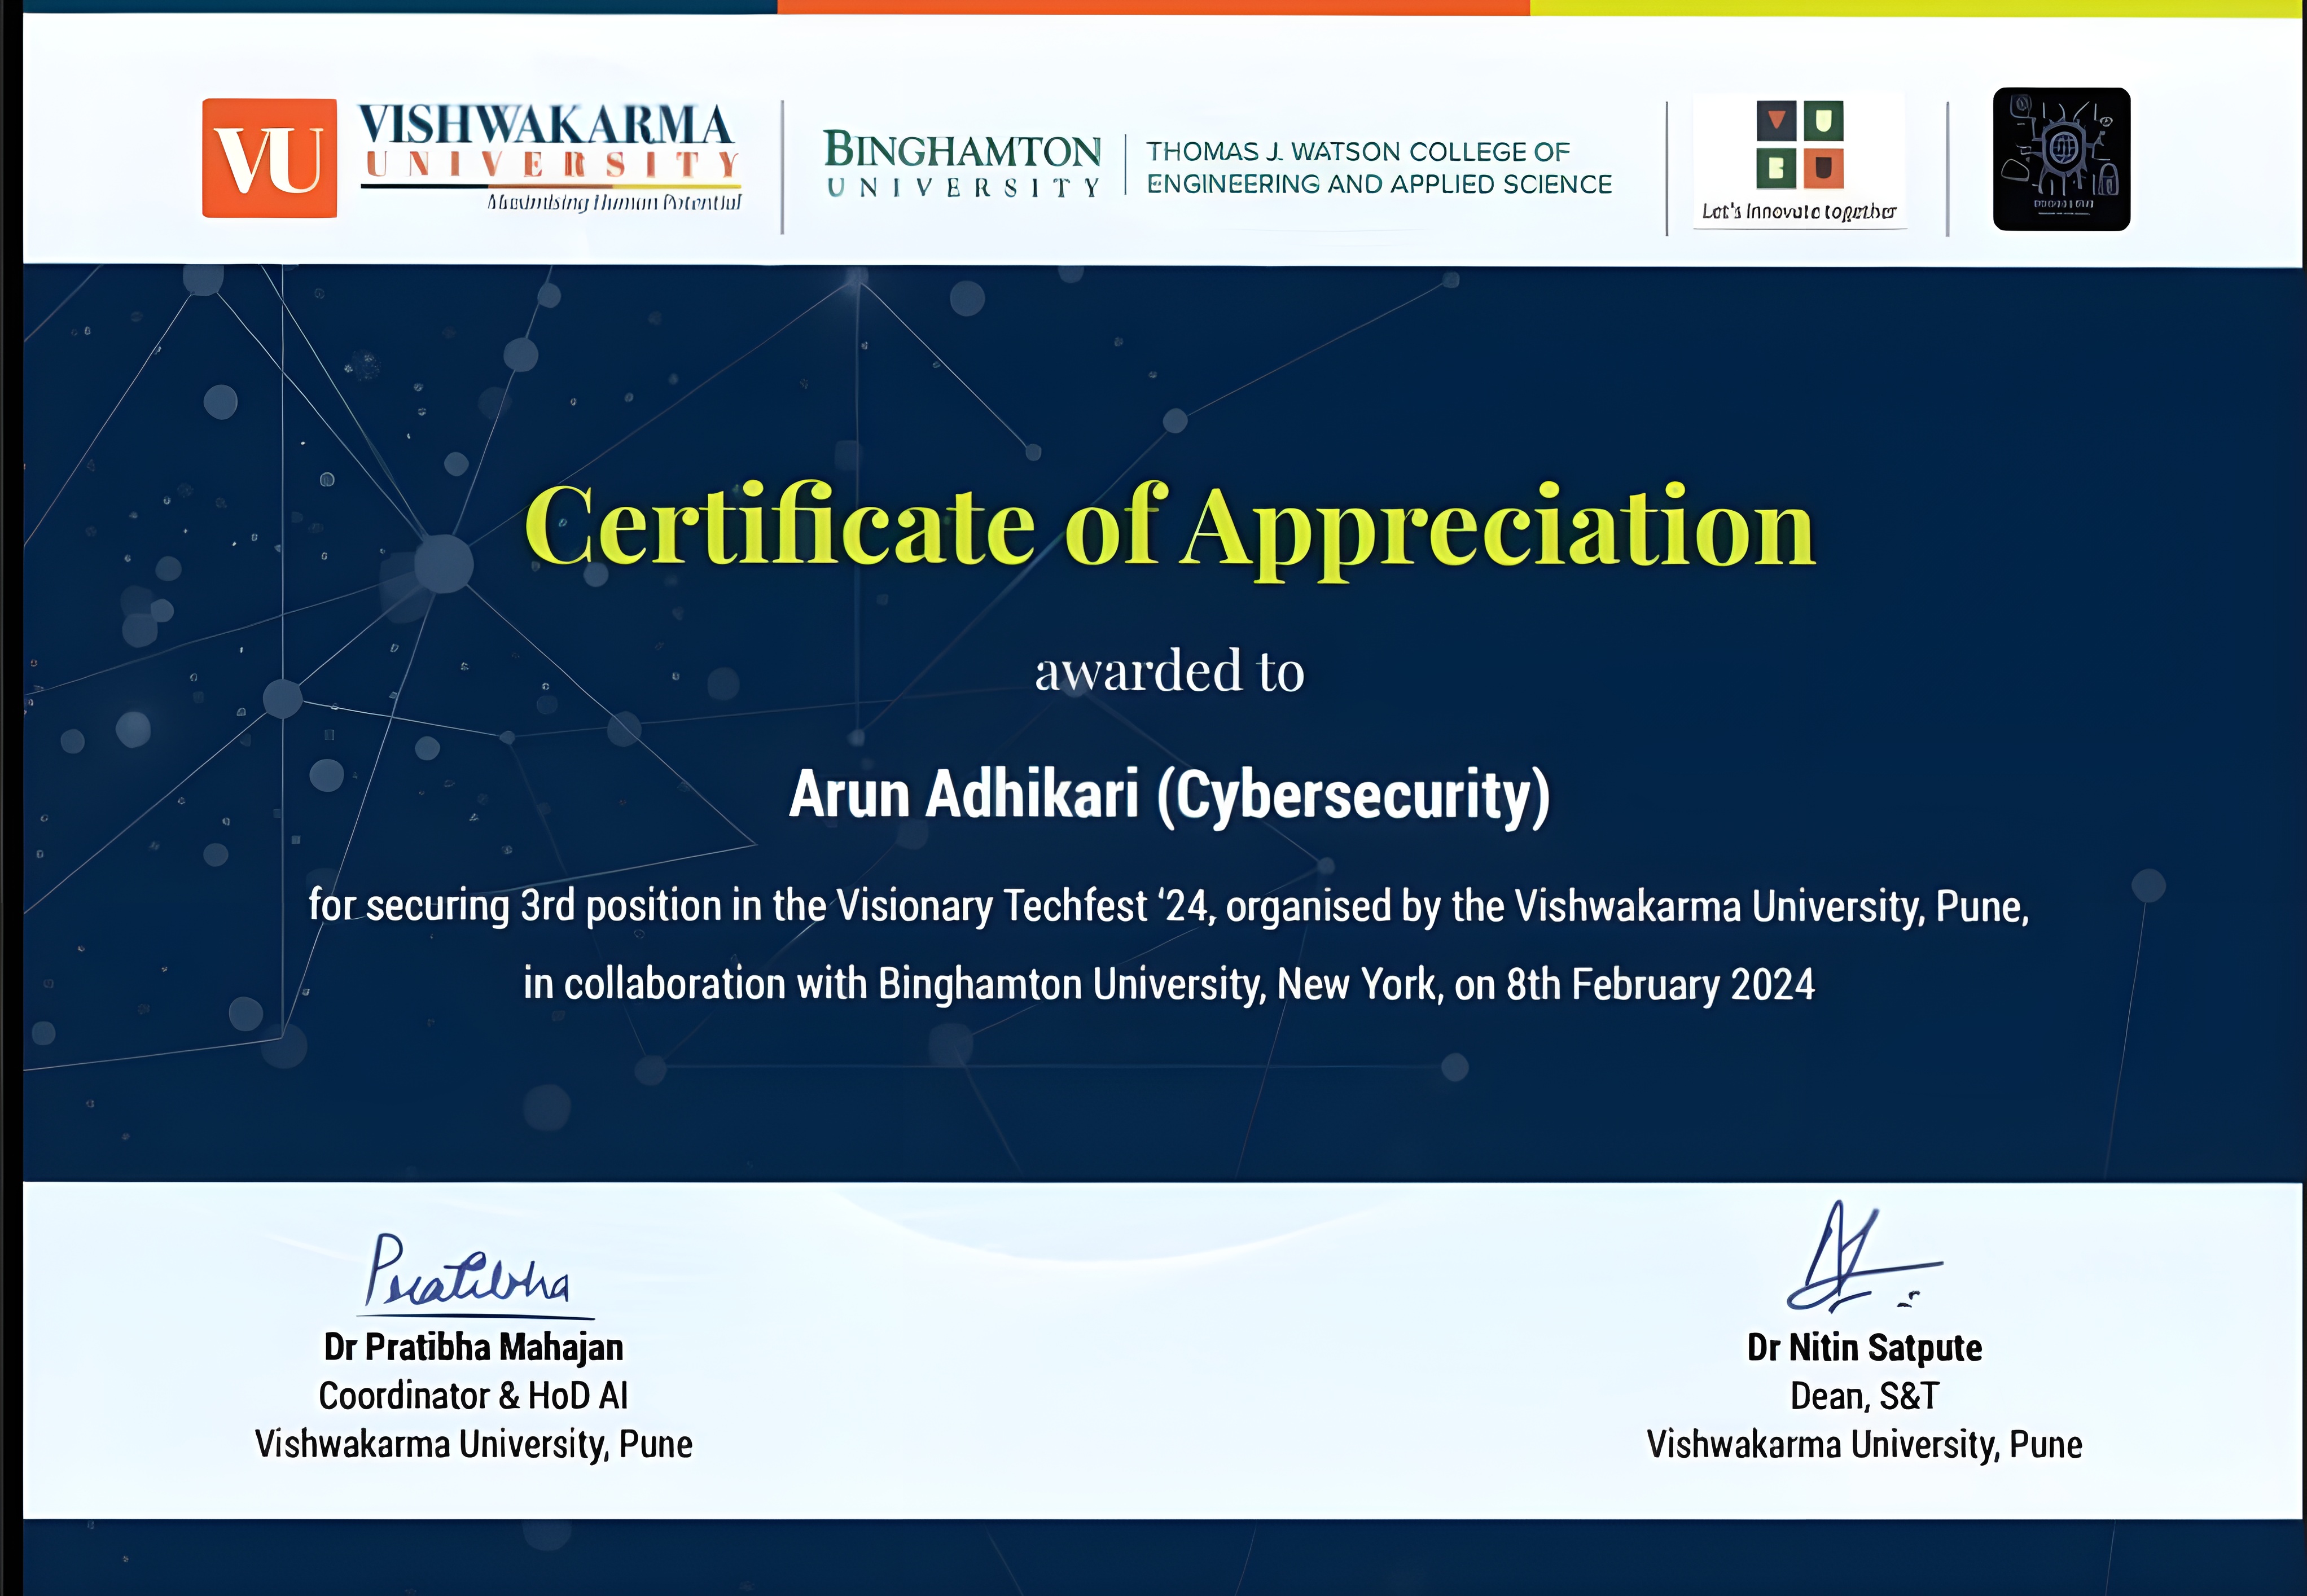 VU VISHWAKARMA
UNIVERSITY
Maximising Human Potential
BINGHAMTON
UNIVERSITY
THOMAS J. WATSON COLLEGE OF
ENGINEERING AND APPLIED SCIENCE
V U
B U
Let's Innovate together
Certificate of Appreciation
awarded to
Arun Adhikari (Cybersecurity)
for securing 3rd position in the Visionary Techfest ‘24, organised by the Vishwakarma University, Pune,
in collaboration with Binghamton University, New York, on 8th February 2024
Pratibha
Dr Pratibha Mahajan
Coordinator & HoD AI
Vishwakarma University, Pune
Dr Nitin Satpute
Dean, S&T
Vishwakarma University, Pune